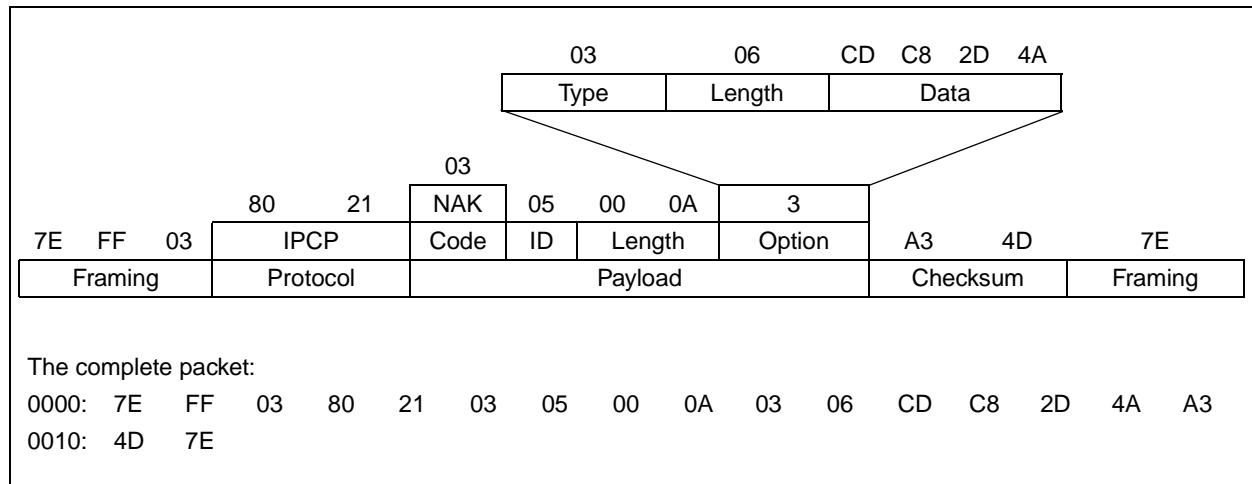 03 06 CD C8 2D 4A
Type Length Data
03
80 21 NAK 05 00 0A 3
7E FF 03 IPCP Code ID Length Option A3 4D 7E
Framing Protocol Payload Checksum Framing
The complete packet:
0000: 7E FF 03 80 21 03 05 00 0A 03 06 CD C8 2D 4A A3
0010: 4D 7E